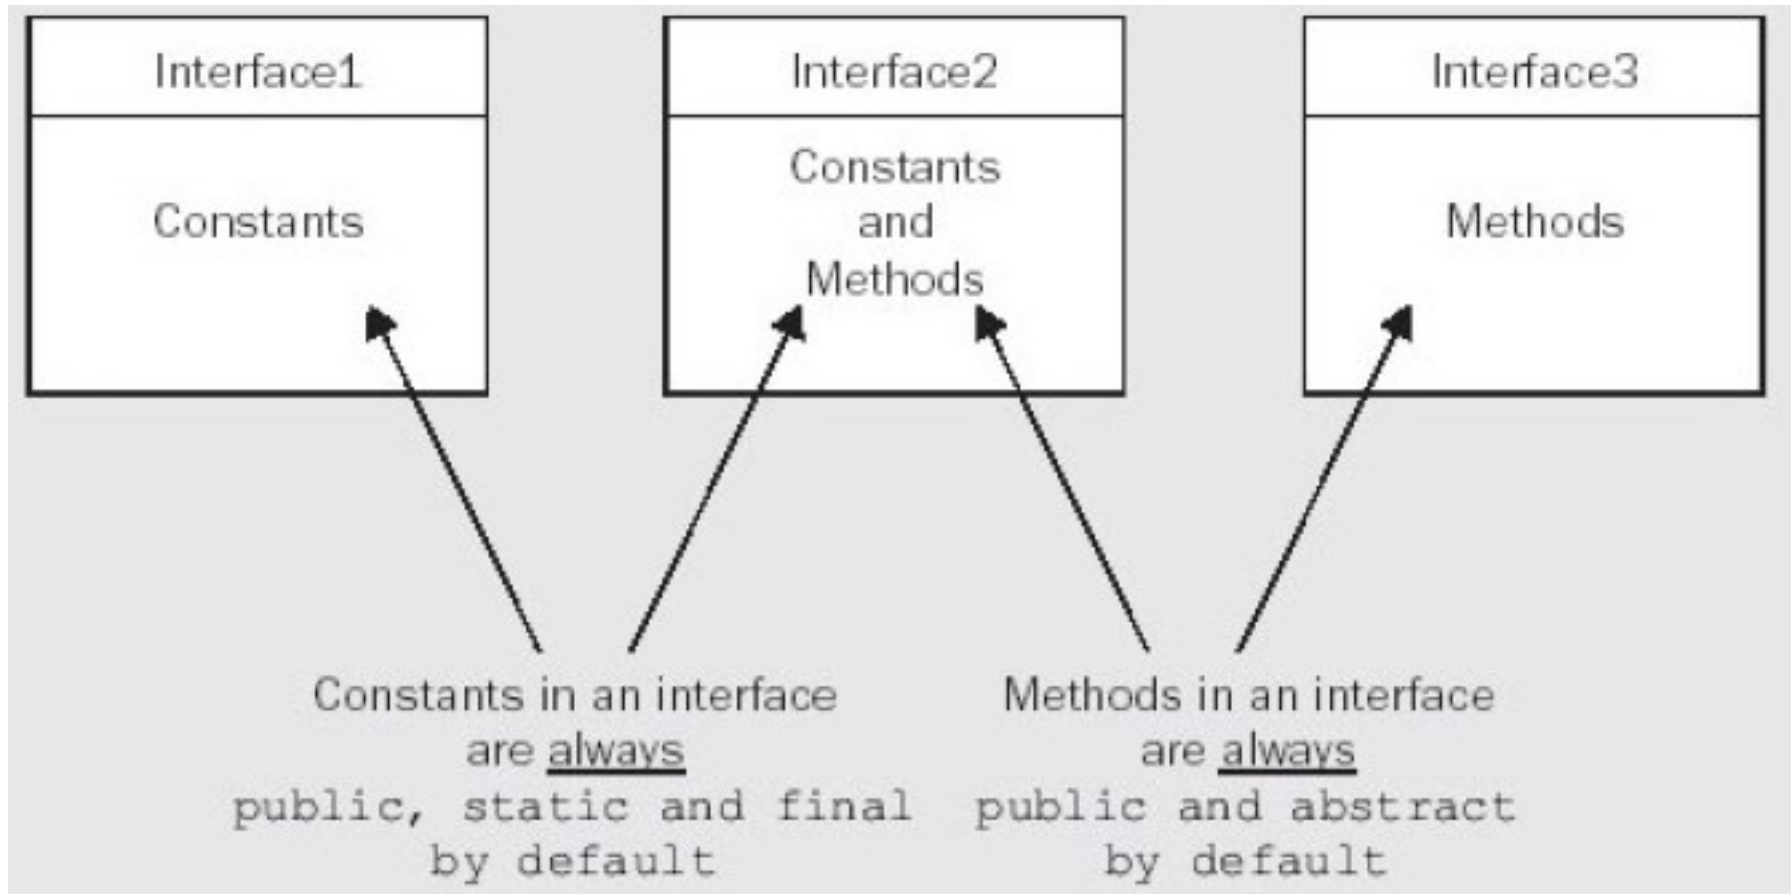 Interface1
Constants
Interface2
Constants
and
Methods
Interface3
Methods
Constants in an interface
are always
public, static and final
by default
Methods in an interface
are always
public and abstract
by default